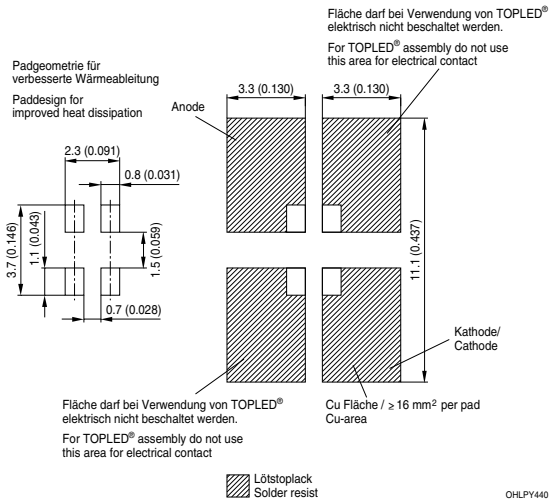 Fläche darf bei Verwendung von TOPLED®
elektrisch nicht beschaltet werden.
For TOPLED® assembly do not use
this area for electrical contact
Padgeometrie für
verbesserte Wärmeableitung
Paddesign for
improved heat dissipation
Anode
3.3 (0.130)
3.3 (0.130)
2.3 (0.091)
0.8 (0.031)
3.7 (0.146)
1.1 (0.043)
1.5 (0.059)
0.7 (0.028)
11.1 (0.437)
Kathode/
Cathode
Fläche darf bei Verwendung von TOPLED®
elektrisch nicht beschaltet werden.
For TOPLED® assembly do not use
this area for electrical contact
Cu Fläche / ≥ 16 mm² per pad
Cu-area
Lötstoplack
Solder resist
OHLPY440